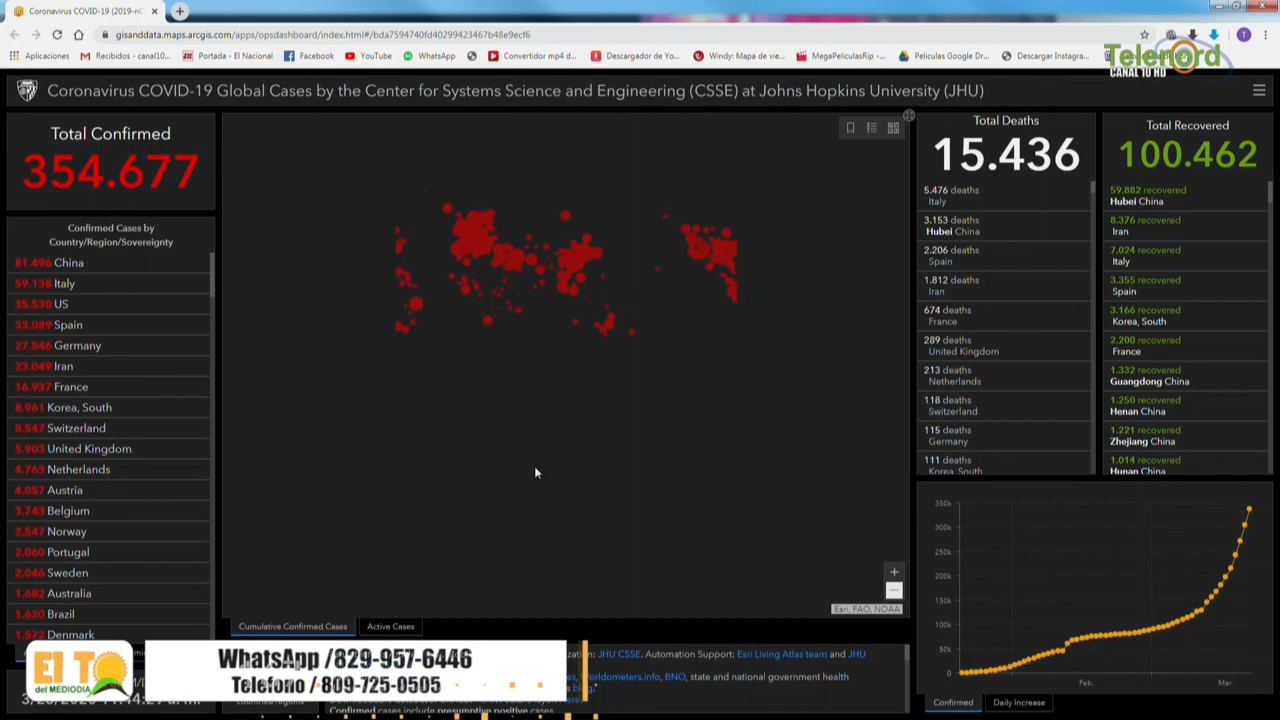 Coronavirus COVID-19 (2019-nC
gisanddata.maps.arcgis.com/apps/opsdashboard/index.html#/bda7594740fd40299423467b48e9ecf6
T
Aplicaciones
Recibidos - canal10...
Portada - El Nacional
Facebook
YouTube
WhatsApp
Convertidor mp4 d...
Descargador de Yo...
Windy: Mapa de vie...
MegaPeliculasRip -...
Peliculas Google Dr...
Descargar Instagra...
Telenord
CANAL 10 HD
Coronavirus COVID-19 Global Cases by the Center for Systems Science and Engineering (CSSE) at Johns Hopkins University (JHU)
Total Confirmed
354.677
Confirmed Cases by
Country/Region/Sovereignty
81.496 China
59.138 Italy
35.530 US
33.089 Spain
27.546 Germany
23.049 Iran
16.937 France
8.961 Korea, South
8.547 Switzerland
5.903 United Kingdom
4.763 Netherlands
4.057 Austria
3.743 Belgium
2.547 Norway
2.060 Portugal
2.046 Sweden
1.682 Australia
1.620 Brazil
1.572 Denmark
Esri, FAO, NOAA
Cumulative Confirmed Cases
Active Cases
Total Deaths
15.436
5.476 deaths
Italy
3.153 deaths
Hubei China
2.206 deaths
Spain
1.812 deaths
Iran
674 deaths
France
289 deaths
United Kingdom
213 deaths
Netherlands
118 deaths
Switzerland
115 deaths
Germany
111 deaths
Korea, South
Total Recovered
100.462
59.882 recovered
Hubei China
8.376 recovered
Iran
7.024 recovered
Italy
3.355 recovered
Spain
3.166 recovered
Korea, South
2.200 recovered
France
1.332 recovered
Guangdong China
1.250 recovered
Henan China
1.221 recovered
Zhejiang China
1.014 recovered
Hunan China
350k
300k
250k
200k
150k
100k
50k
0
Feb.
Mar.
Confirmed
Daily Increase
JHU CSSE. Automation Support: Esri Living Atlas team and JHU
Worldometers.info, BNO, state and national government health
blog.
Confirmed cases include presumptive positive cases
El To
del MEDIODIA
WhatsApp /829-957-6446
Telefono / 809-725-0505